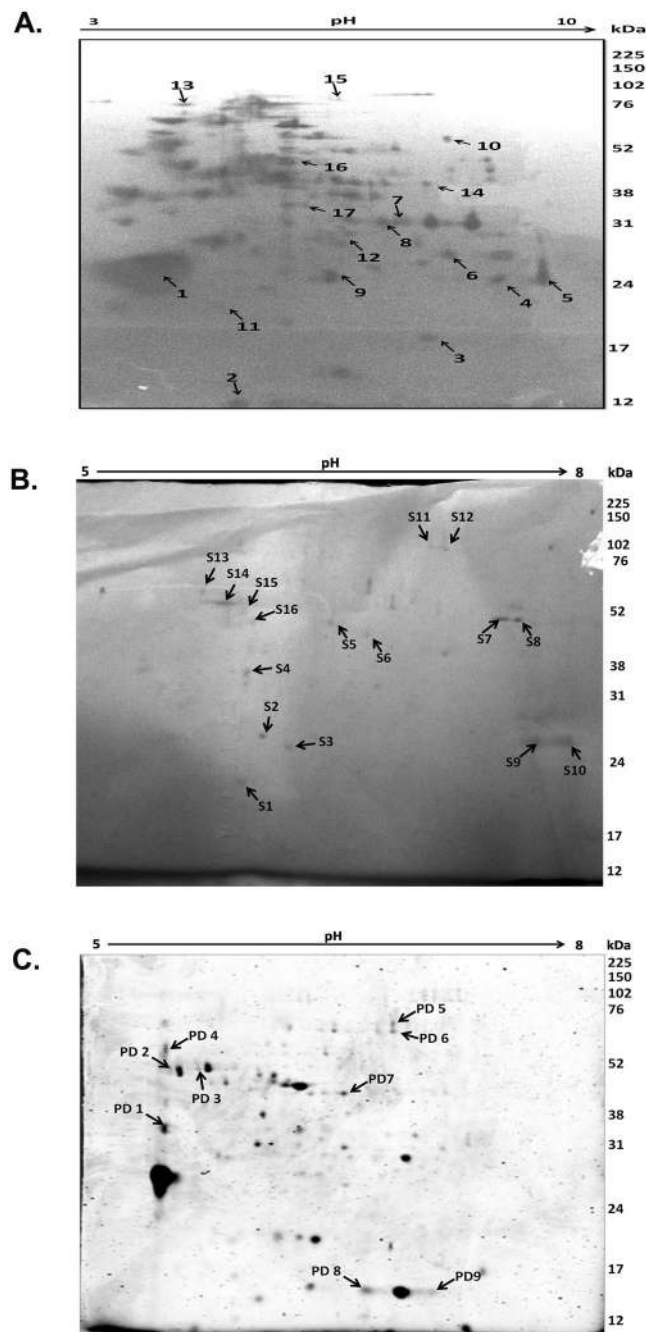 A.
3 pH 10 kDa
225
150
102
13 15 76
10
52
16
14 38
7
17 31
8
12
6
1 9 4 5 24
11
3 17
2
12
B.
5 pH 8 kDa
225
S11 S12 150
102
76
S13
S14
S15 52
S16
S5 S6 S7 S8
S4 38
31
S2
S3
S9 S10 24
S1
17
12
C.
5 pH 8 kDa
225
150
102
PD 5 76
PD 4 PD 6
PD 2 52
PD 3 PD7
PD 1 38
31
24
PD 8 PD9 17
12